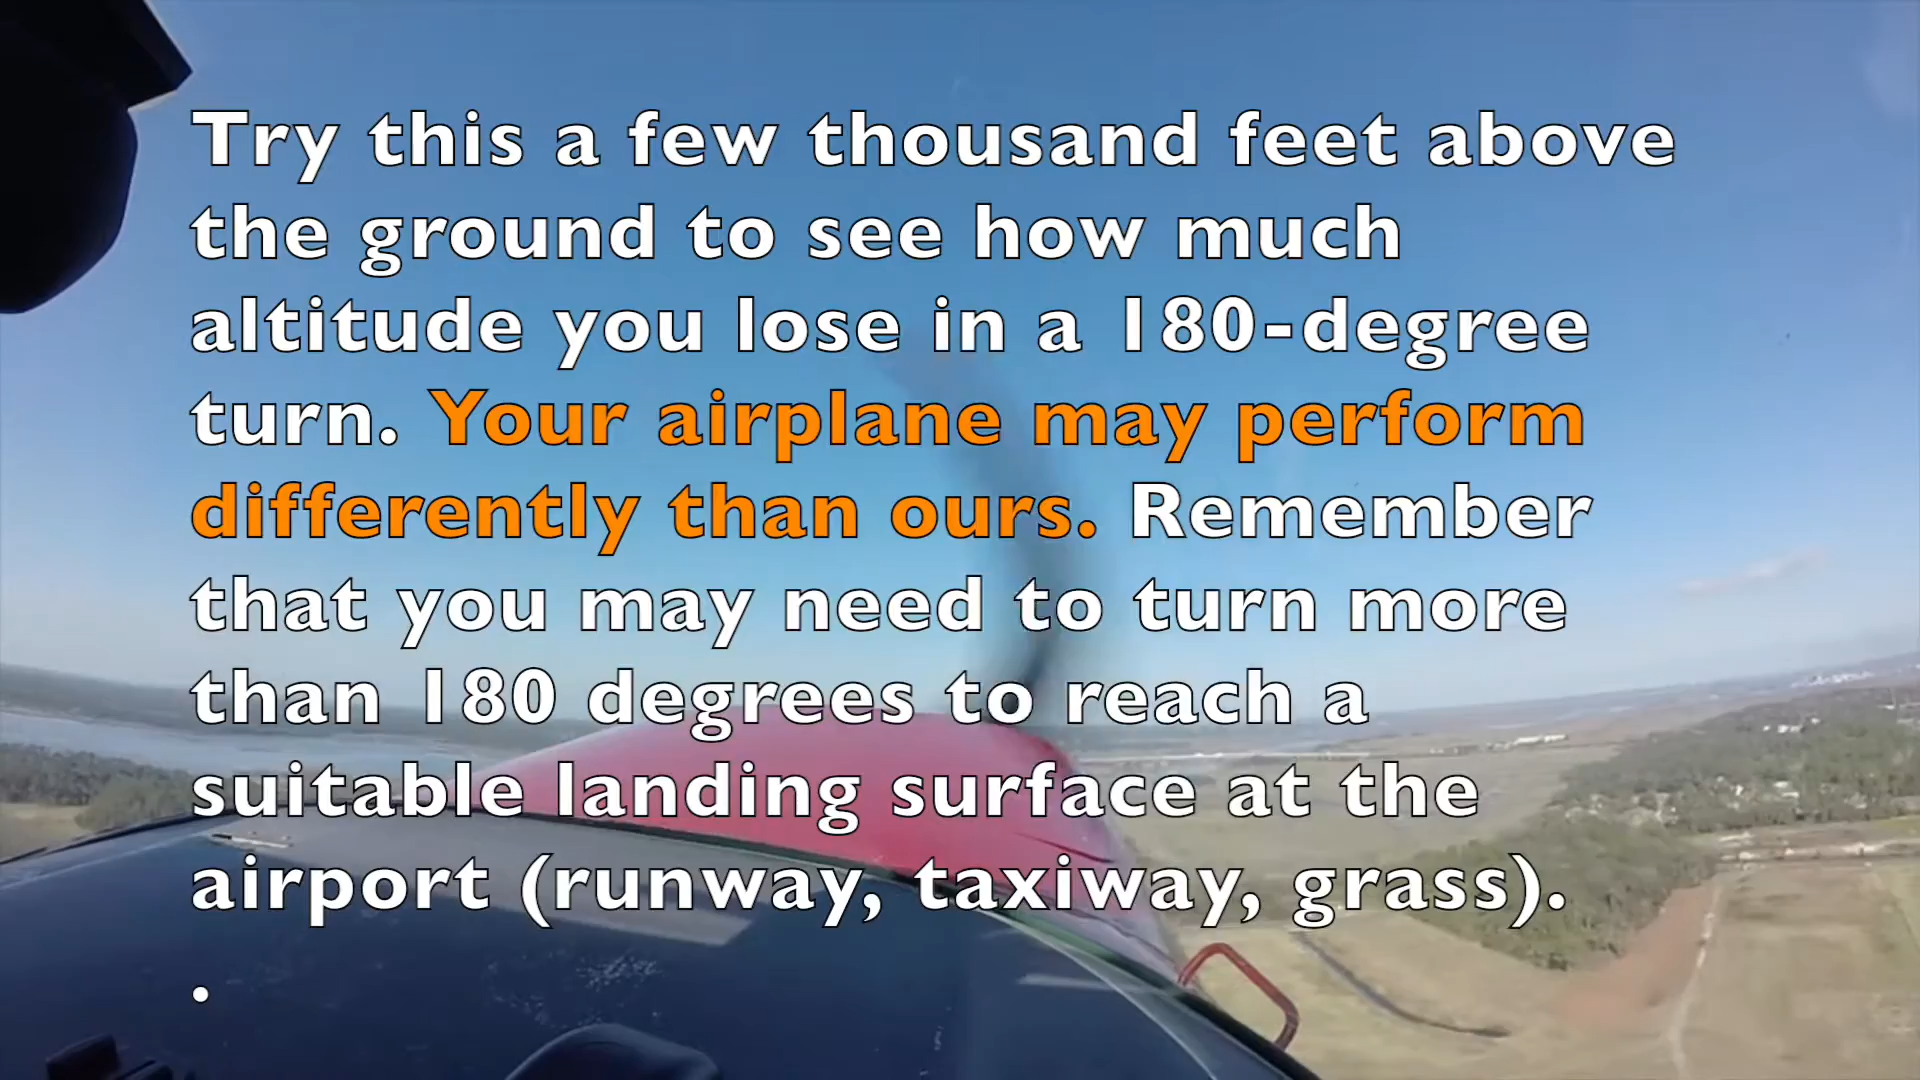 Try this a few thousand feet above
the ground to see how much
altitude you lose in a 180-degree
turn. Your airplane may perform
differently than ours. Remember
that you may need to turn more
than 180 degrees to reach a
suitable landing surface at the
airport (runway, taxiway, grass).
.